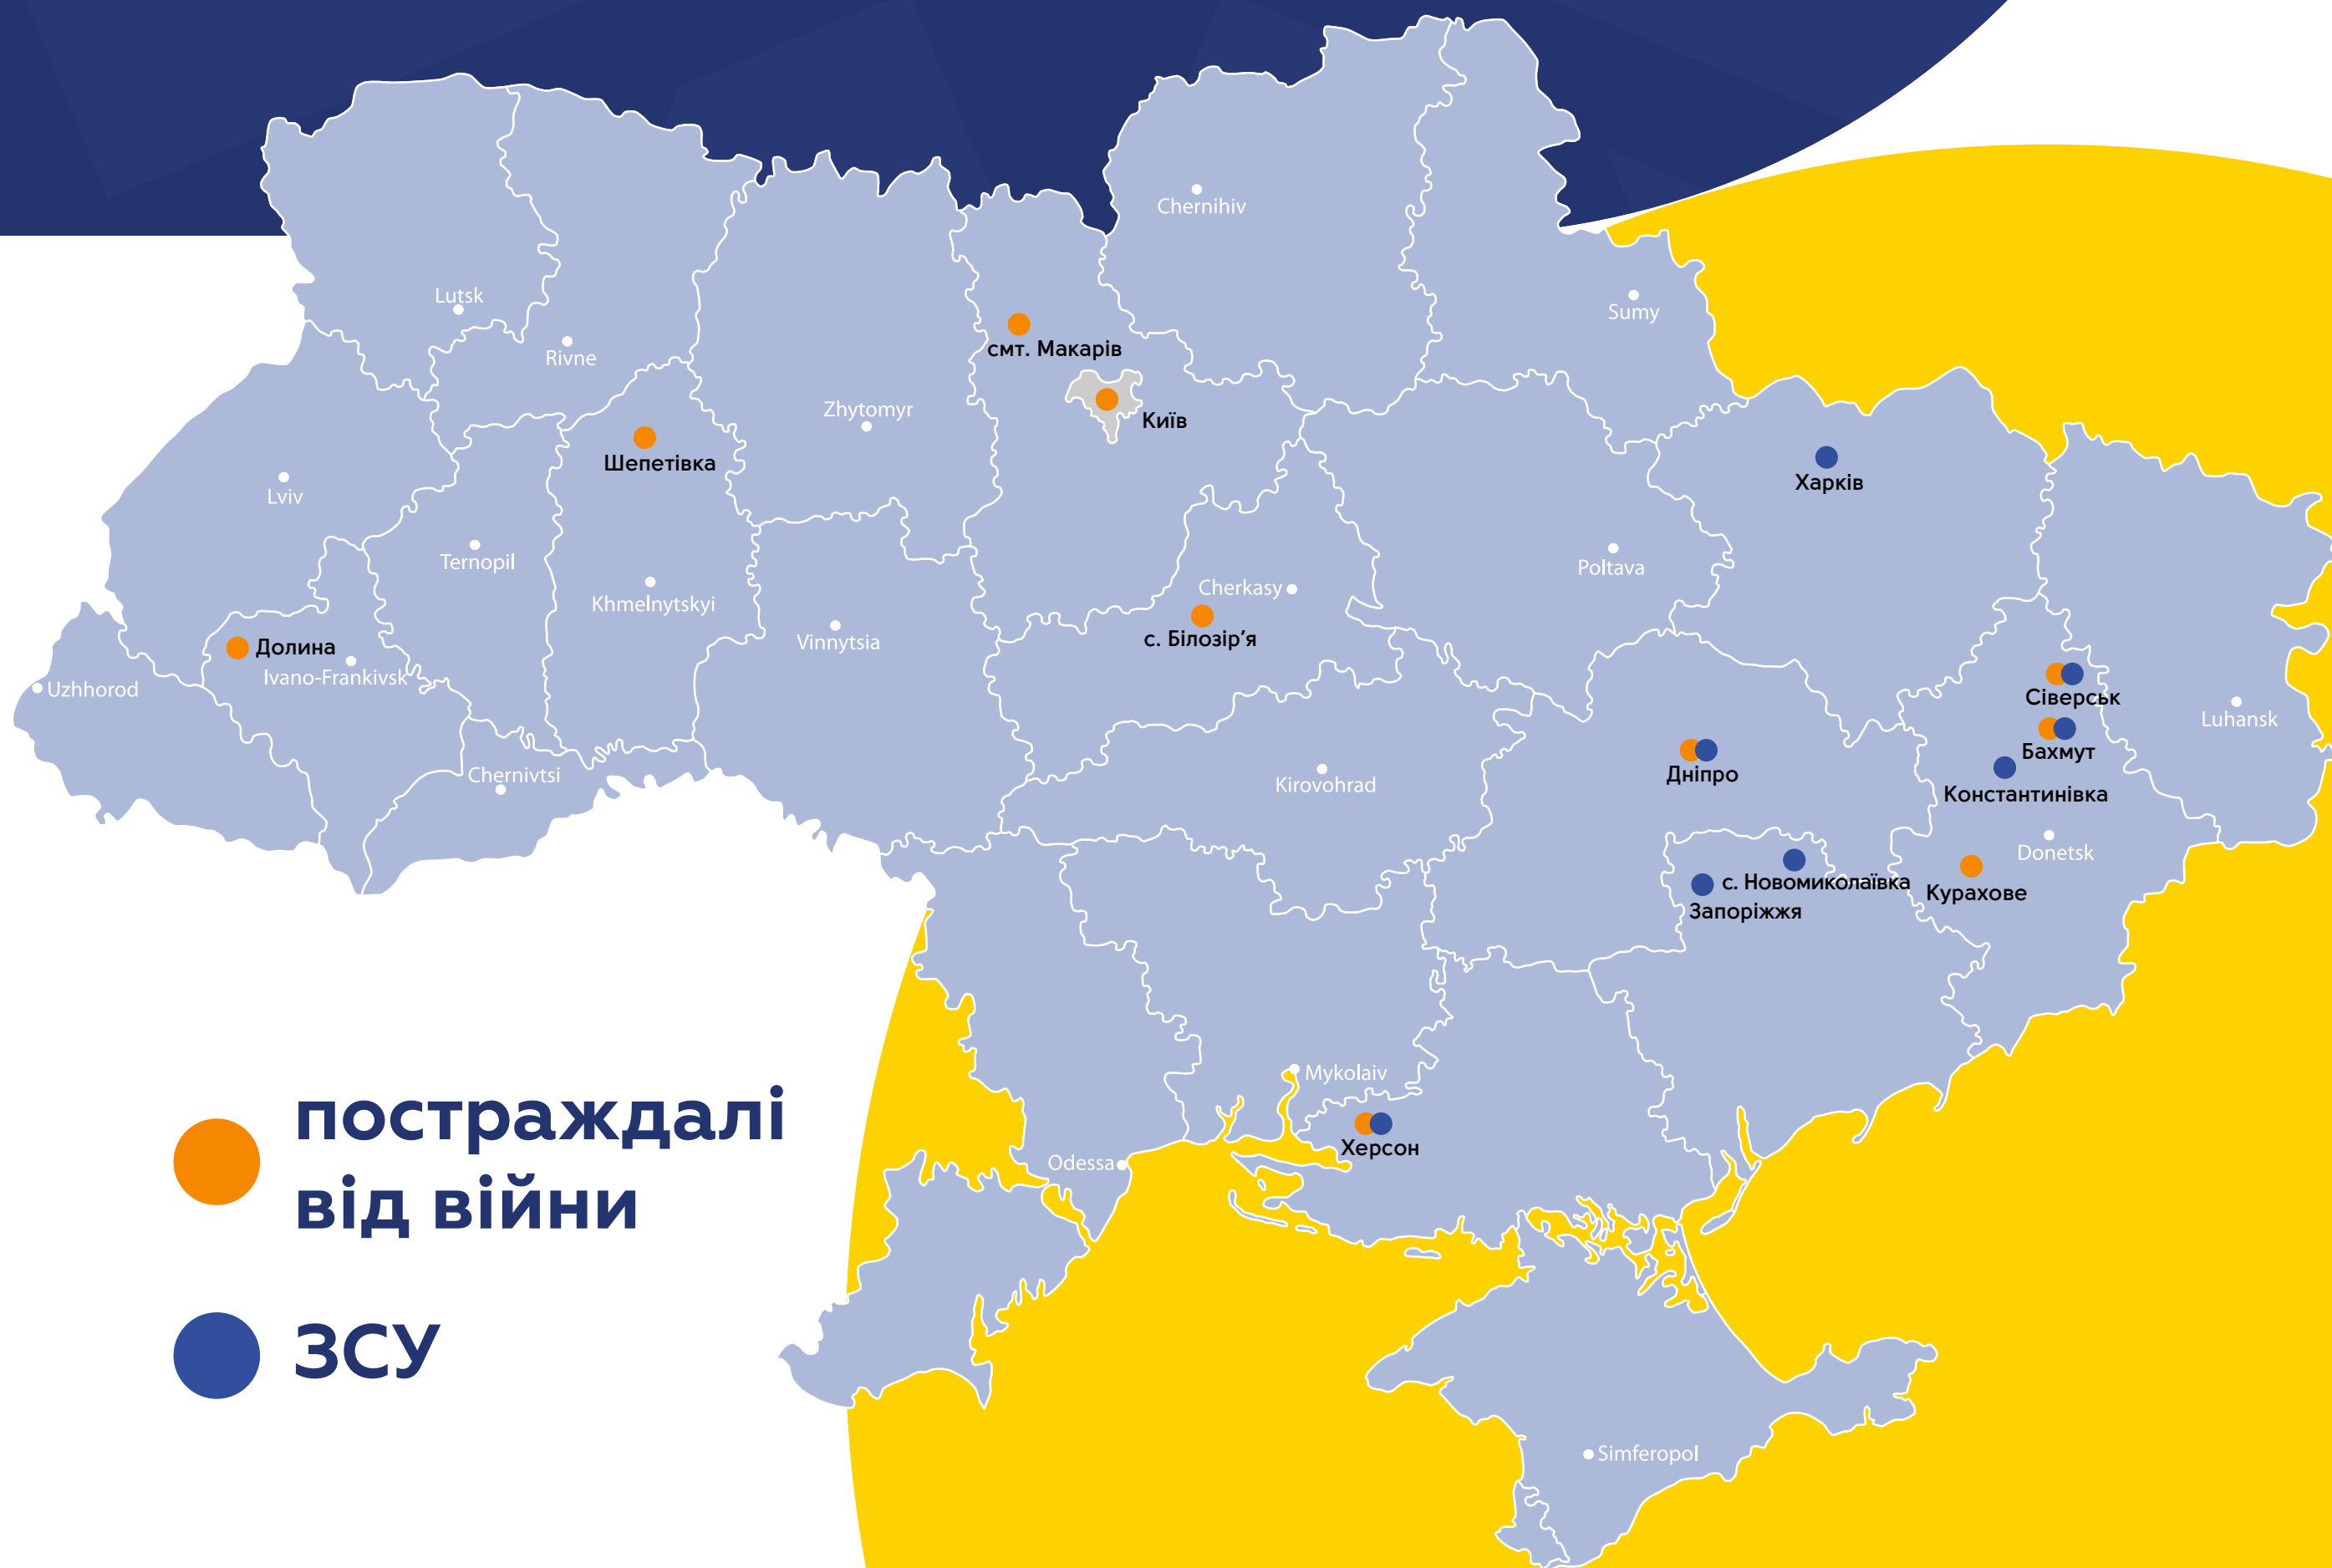 Chernihiv
Lutsk
Sumy
Rivne
смт. Макарів
Zhytomyr
Київ
Шепетівка
Харків
Lviv
Ternopil
Poltava
Khmelnytskyi
Cherkasy
с. Білозір’я
Vinnytsia
Долина
Ivano-Frankivsk
Uzhhorod
Сіверськ
Luhansk
Бахмут
Дніпро
Chernivtsi
Kirovohrad
Константинівка
Donetsk
с. Новомиколаївка
Курахове
Запоріжжя
Mykolaiv
Херсон
Odessa
Simferopol
постраждалі
від війни
ЗСУ